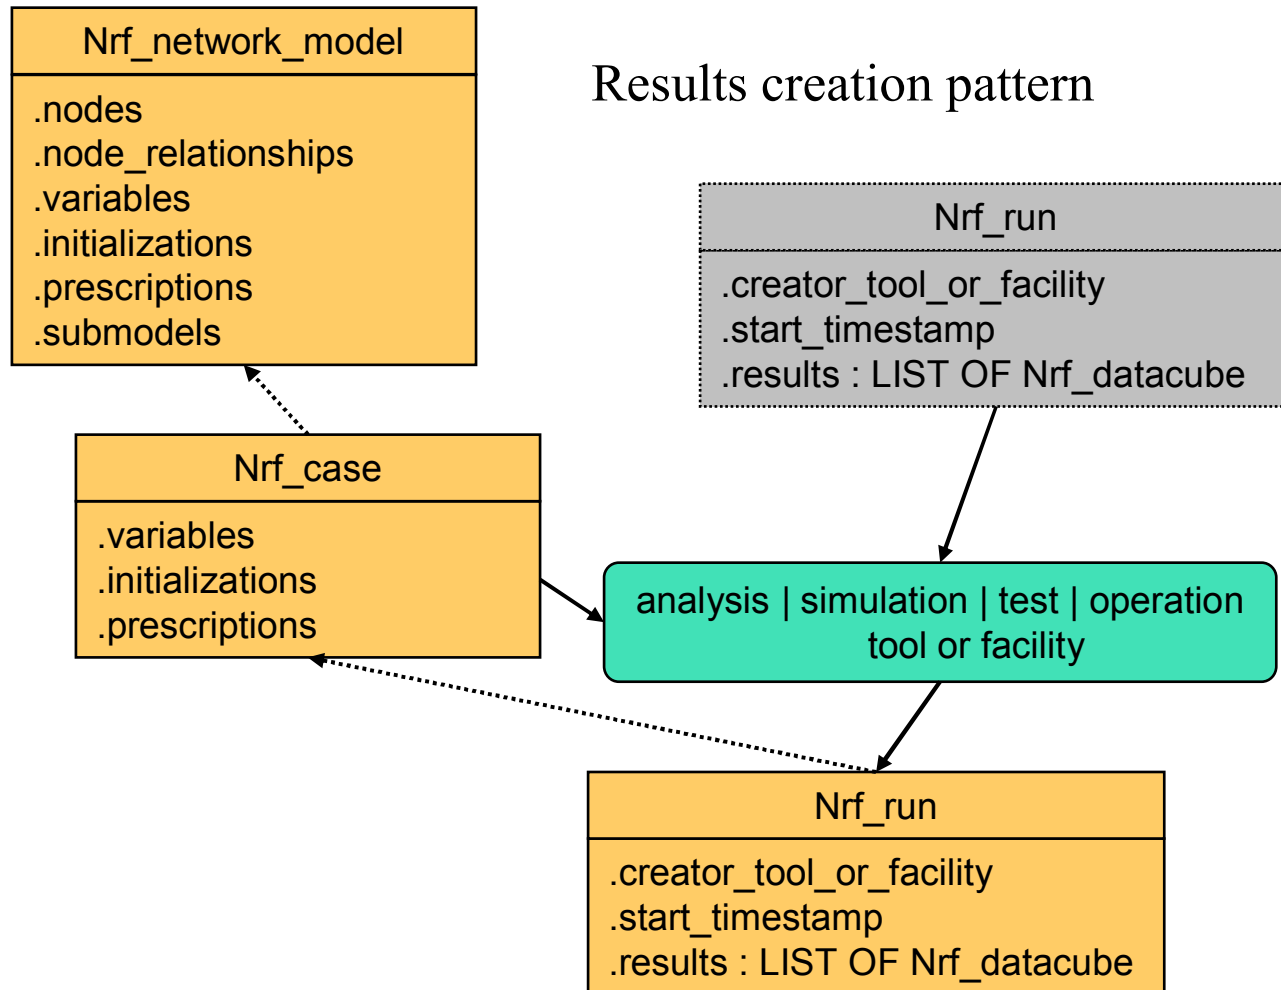 Nrf_network_model
.nodes
.node_relationships
.variables
.initializations
.prescriptions
.submodels
Results creation pattern
Nrf_run
.creator_tool_or_facility
.start_timestamp
.results : LIST OF Nrf_datacube
Nrf_case
.variables
.initializations
.prescriptions
analysis | simulation | test | operation
tool or facility
Nrf_run
.creator_tool_or_facility
.start_timestamp
.results : LIST OF Nrf_datacube